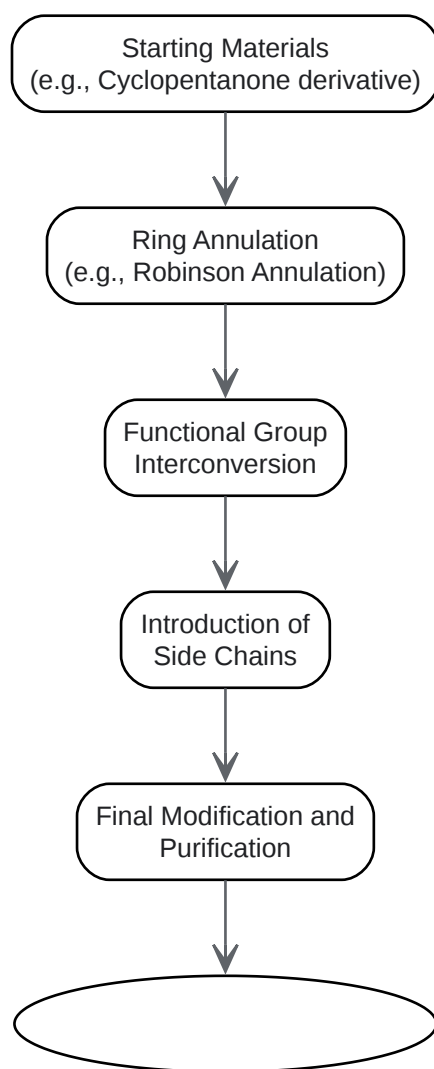 Starting Materials
(e.g., Cyclopentanone derivative)
Ring Annulation
(e.g., Robinson Annulation)
Functional Group
Interconversion
Introduction of
Side Chains
Final Modification and
Purification